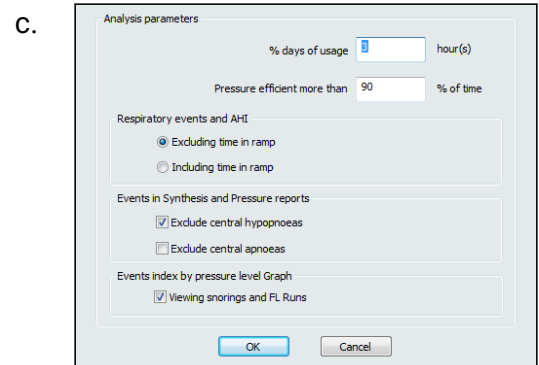 c.
Analysis parameters
% days of usage 3 hour(s)
Pressure efficient more than 90 % of time
Respiratory events and AHI
Excluding time in ramp
Including time in ramp
Events in Synthesis and Pressure reports
Exclude central hypopnoeas
Exclude central apnoeas
Events index by pressure level Graph
Viewing snorings and FL Runs
OK Cancel